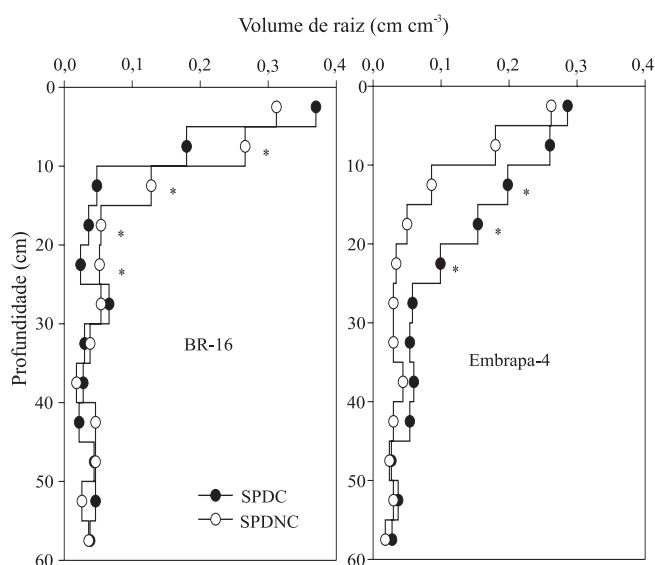 Volume de raiz (cm cm-3)
0,0 0,1 0,2 0,3 0,4 0,0 0,1 0,2 0,3 0,4
Profundidade (cm)
0 0
10 10
20 20
30 30
40 40
50 50
60 60
* *
* *
* *
*
BR-16
Embrapa-4
SPDC
SPDNC